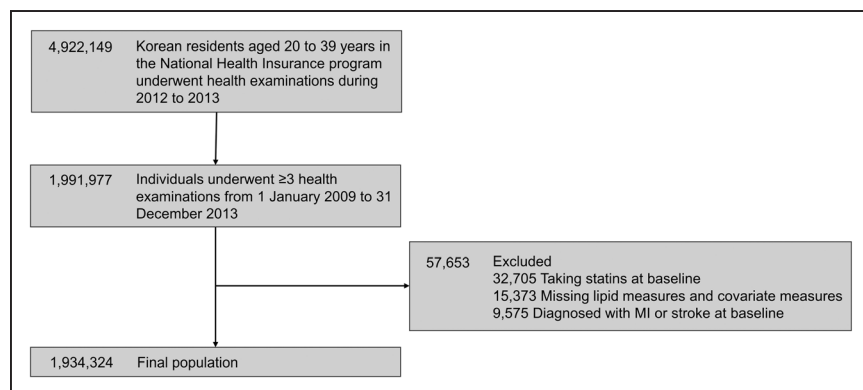 4,922,149 Korean residents aged 20 to 39 years in
the National Health Insurance program
underwent health examinations during
2012 to 2013
1,991,977 Individuals underwent ≥3 health
examinations from 1 January 2009 to 31
December 2013
57,653 Excluded
32,705 Taking statins at baseline
15,373 Missing lipid measures and covariate measures
9,575 Diagnosed with MI or stroke at baseline
1,934,324 Final population